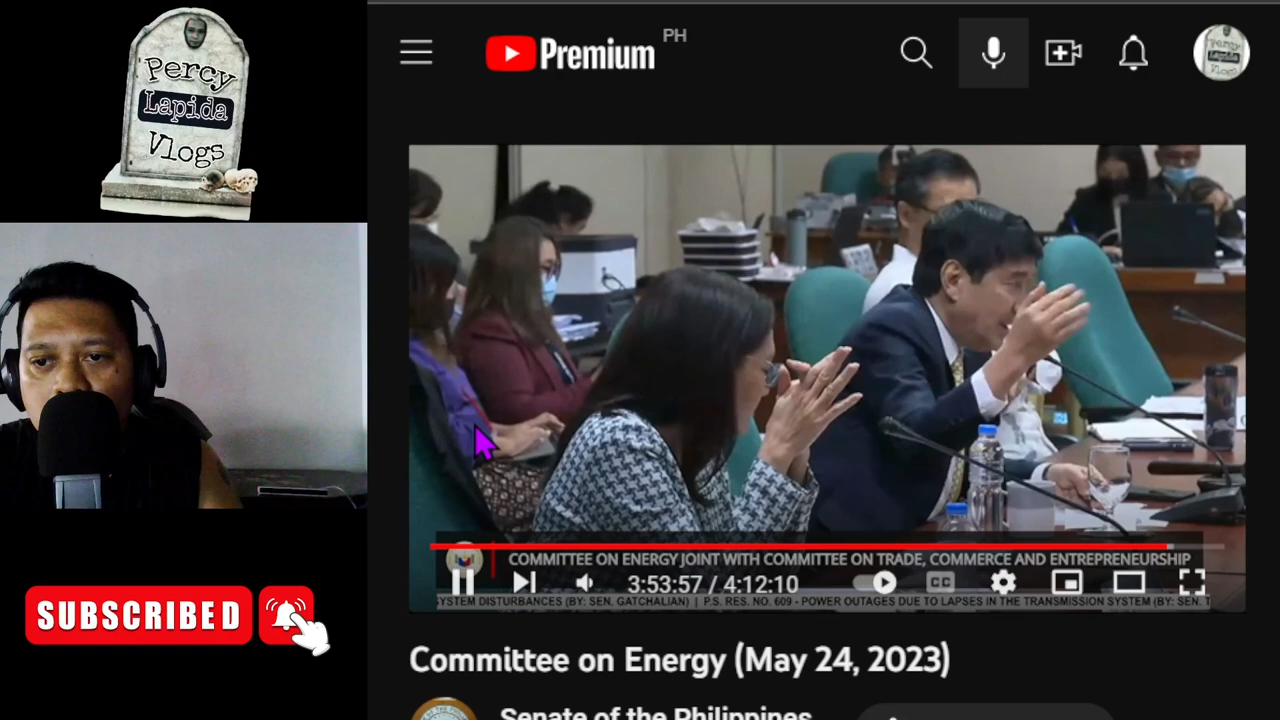 Percy
Lapida
Vlogs
SUBSCRIBED
Premium PH
COMMITTEE ON ENERGY JOINT WITH COMMITTEE ON TRADE, COMMERCE AND ENTREPRENEURSHIP
3:53:57 / 4:12:10
CC
SYSTEM DISTURBANCES (BY: SEN. GATCHALIAN) | P.S. RES. NO. 609 - POWER OUTAGES DUE TO LAPSES IN THE TRANSMISSION SYSTEM (BY: SEN. T
Committee on Energy (May 24, 2023)
Senate of the Philippines